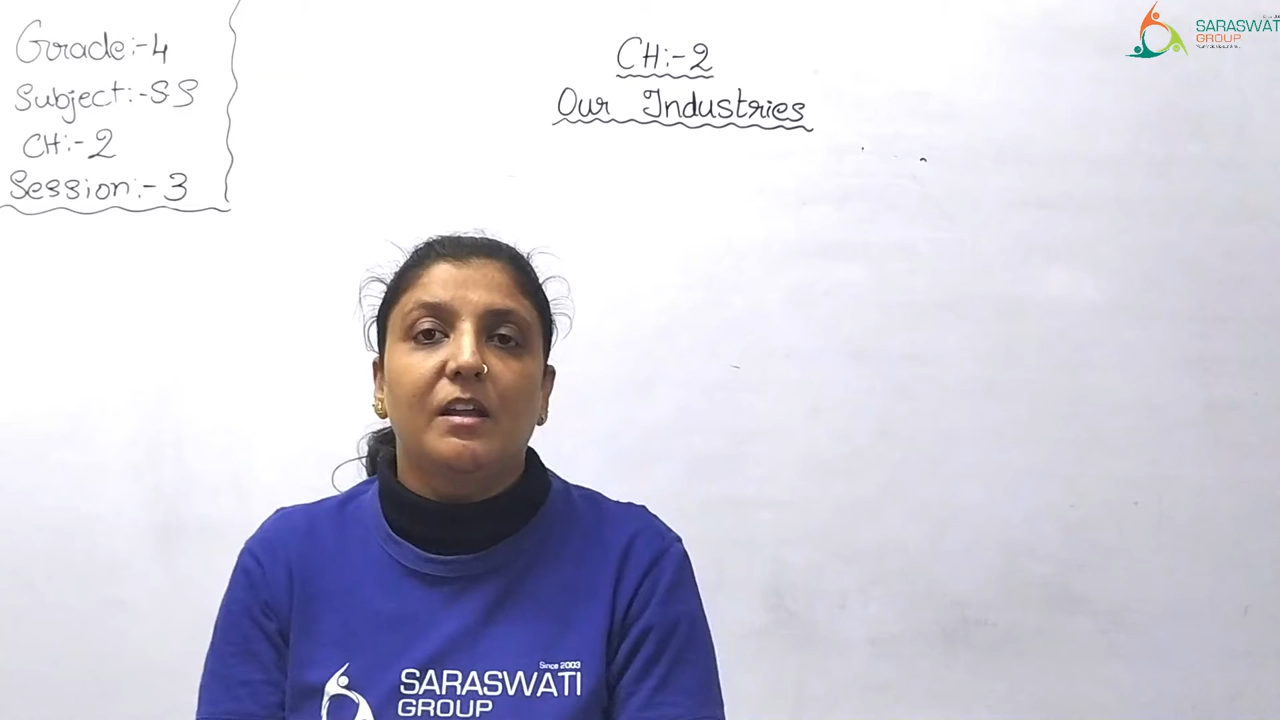 Grade:-4
Subject:-SS
CH:-2
Session:-3
CH:-2
Our Industries
SARASWATI
GROUP
Since 2003
SARASWATI
GROUP